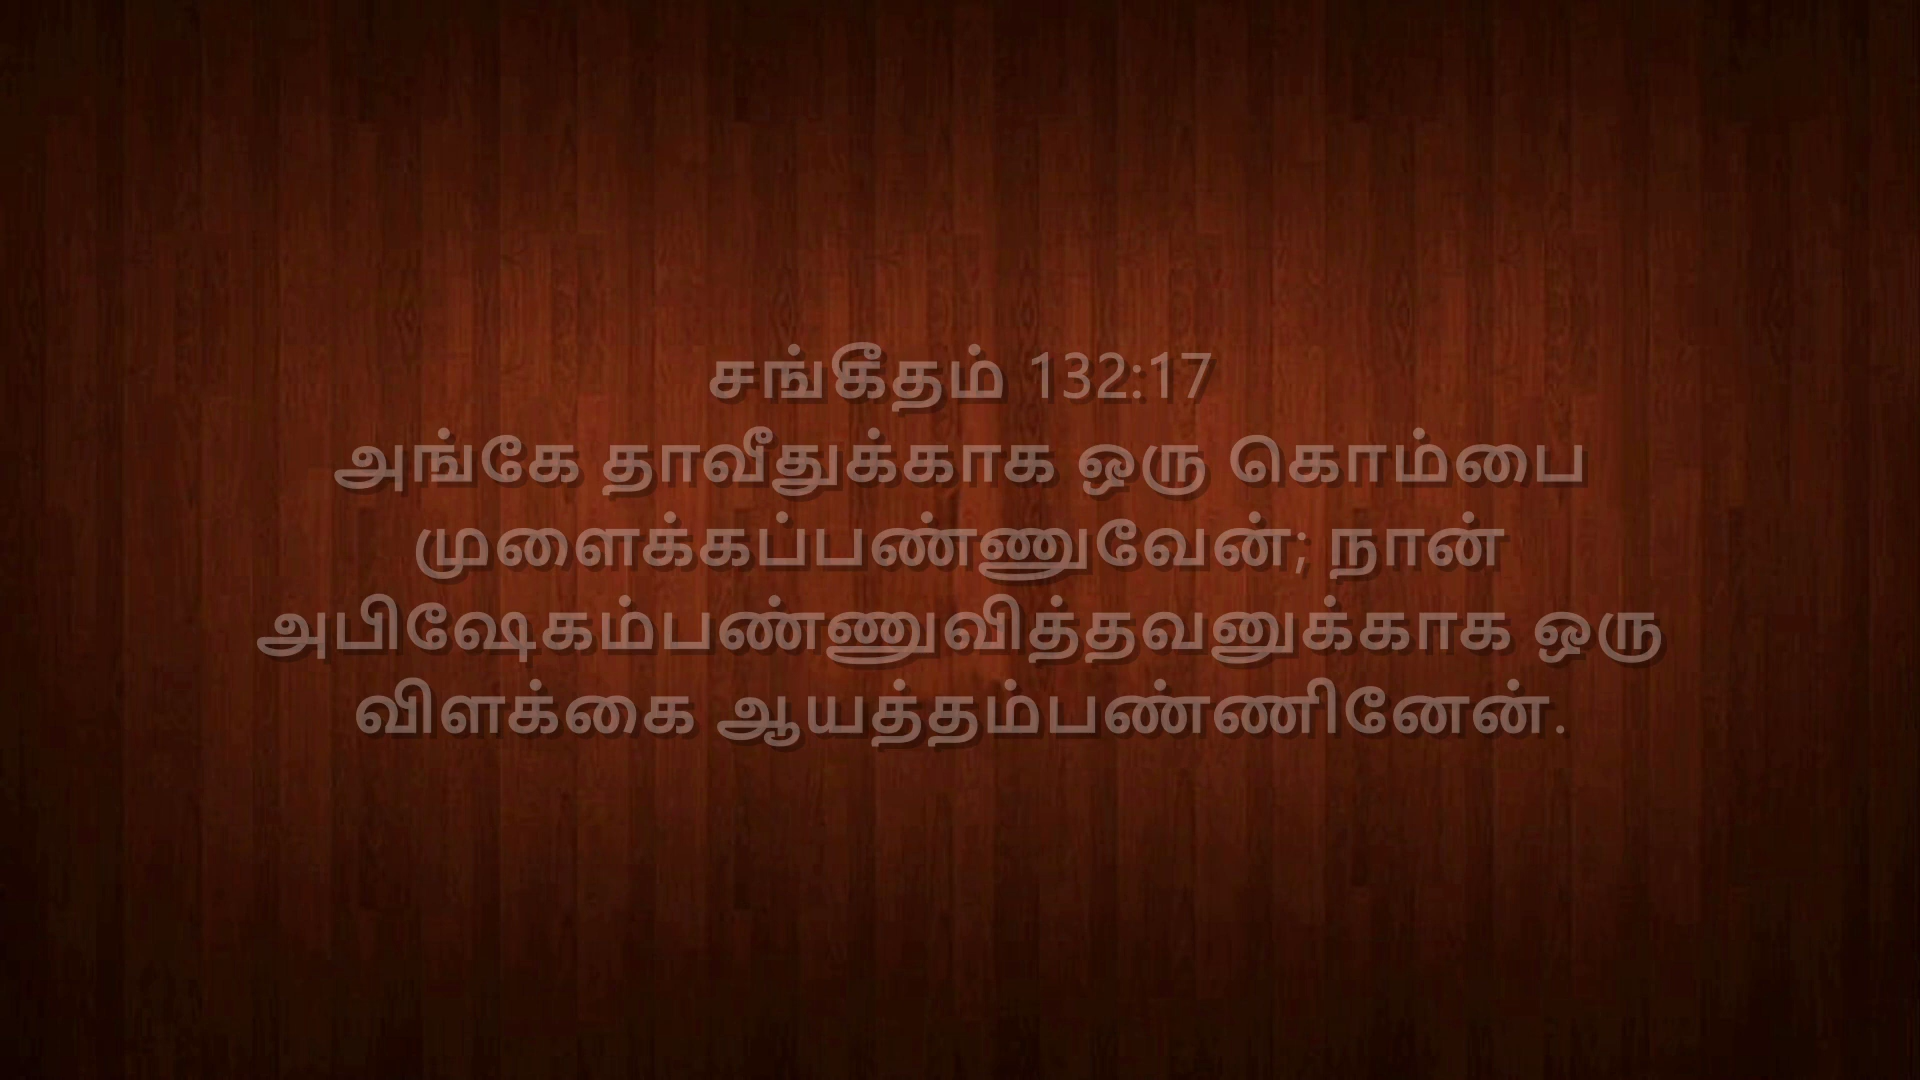 சங்கீதம் 132:17
அங்கே தாவீதுக்காக ஒரு கொம்பை
முளைக்கப்பண்ணுவேன்; நான்
அபிஷேகம்பண்ணுவித்தவனுக்காக ஒரு
விளக்கை ஆயத்தம்பண்ணினேன்.